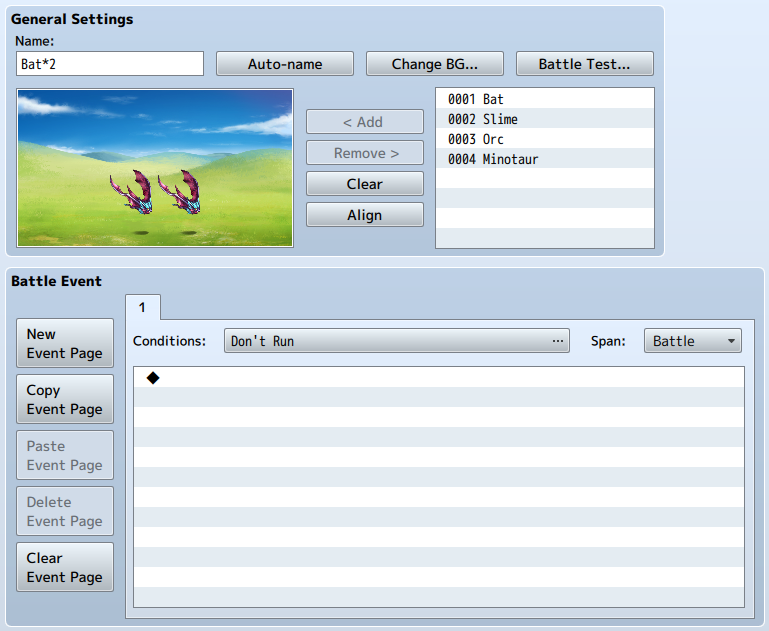 General Settings
Name:
Bat*2
Auto-name
Change BG...
Battle Test...
< Add
Remove >
Clear
Align
0001 Bat
0002 Slime
0003 Orc
0004 Minotaur
Battle Event
New
Event Page
Copy
Event Page
Paste
Event Page
Delete
Event Page
Clear
Event Page
1
Conditions:
Don't Run
...
Span:
Battle